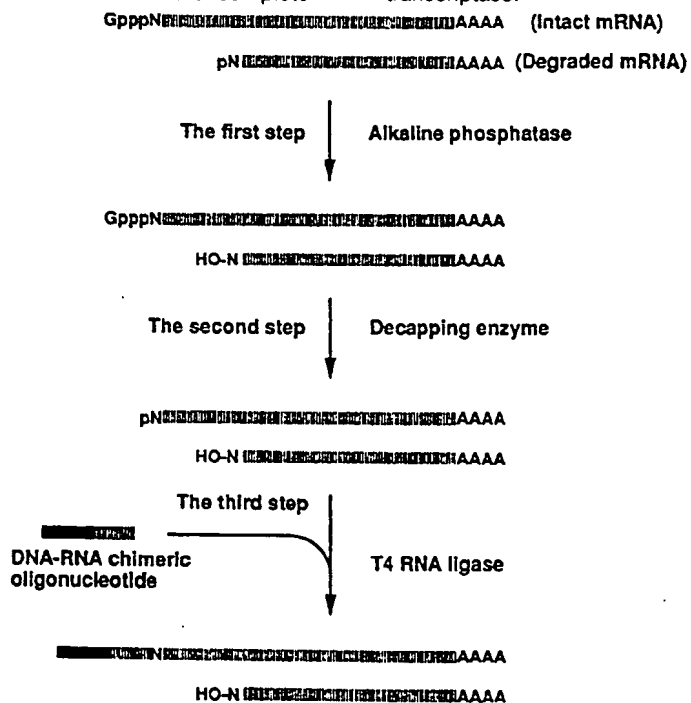 GpppN AAAA (Intact mRNA)
pN AAAA (Degraded mRNA)
The first step Alkaline phosphatase
GpppN AAAA
HO-N AAAA
The second step Decapping enzyme
pN AAAA
HO-N AAAA
The third step
DNA-RNA chimeric
oligonucleotide
T4 RNA ligase
N AAAA
HO-N AAAA